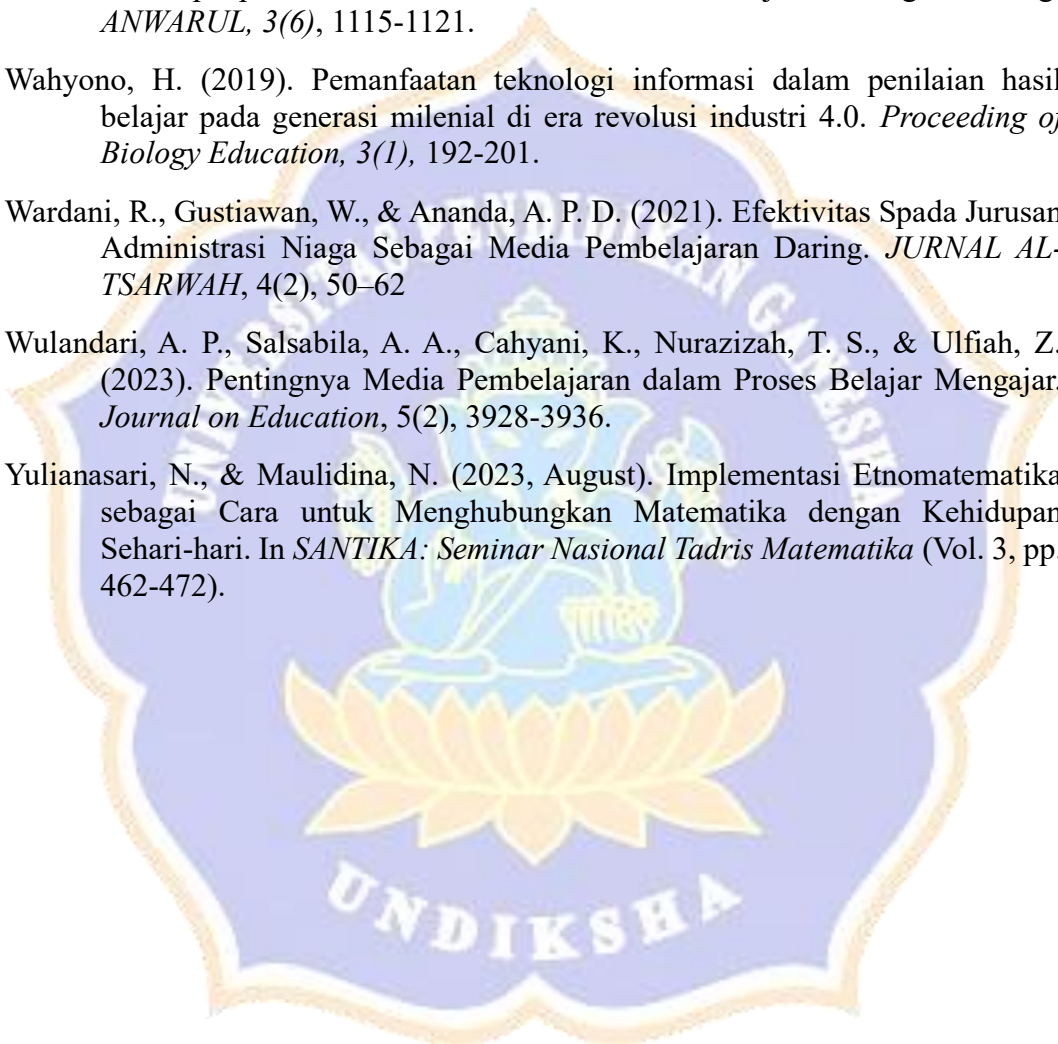 ANWARUL, 3(6), 1115-1121.
Wahyono, H. (2019). Pemanfaatan teknologi informasi dalam penilaian hasil
belajar pada generasi milenial di era revolusi industri 4.0. Proceeding of
Biology Education, 3(1), 192-201.
Wardani, R., Gustiawan, W., & Ananda, A. P. D. (2021). Efektivitas Spada Jurusan
Administrasi Niaga Sebagai Media Pembelajaran Daring. JURNAL AL-
TSARWAH, 4(2), 50–62
Wulandari, A. P., Salsabila, A. A., Cahyani, K., Nurazizah, T. S., & Ulfiah, Z.
(2023). Pentingnya Media Pembelajaran dalam Proses Belajar Mengajar.
Journal on Education, 5(2), 3928-3936.
Yulianasari, N., & Maulidina, N. (2023, August). Implementasi Etnomatematika
sebagai Cara untuk Menghubungkan Matematika dengan Kehidupan
Sehari-hari. In SANTIKA: Seminar Nasional Tadris Matematika (Vol. 3, pp.
462-472).
UNIVERSITAS PENDIDIKAN GANESHA
UNDIKSHA